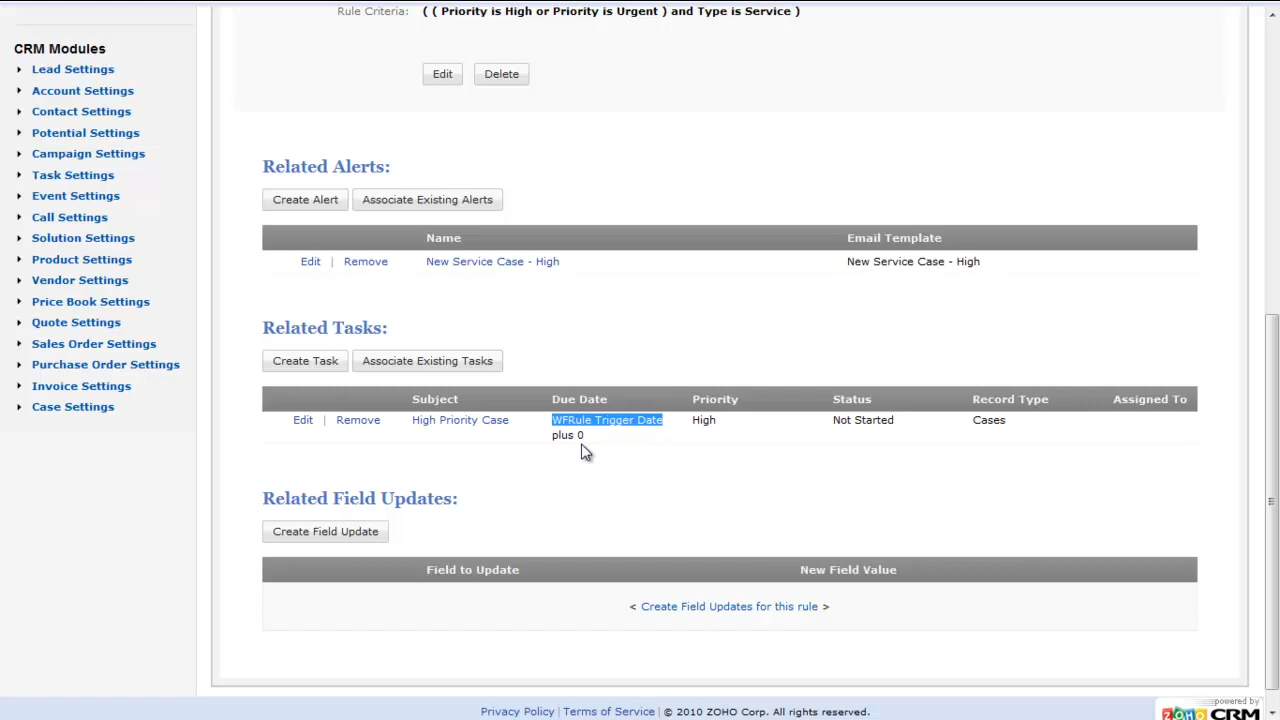 Rule Criteria: ( ( Priority is High or Priority is Urgent ) and Type is Service )
CRM Modules
Lead Settings
Account Settings
Contact Settings
Potential Settings
Campaign Settings
Task Settings
Event Settings
Call Settings
Solution Settings
Product Settings
Vendor Settings
Price Book Settings
Quote Settings
Sales Order Settings
Purchase Order Settings
Invoice Settings
Case Settings
Edit Delete
Related Alerts:
Create Alert Associate Existing Alerts
Name Email Template
Edit | Remove New Service Case - High New Service Case - High
Related Tasks:
Create Task Associate Existing Tasks
Subject Due Date Priority Status Record Type Assigned To
Edit | Remove High Priority Case WFRule Trigger Date High Not Started Cases
plus 0
Related Field Updates:
Create Field Update
Field to Update New Field Value
< Create Field Updates for this rule >
Privacy Policy | Terms of Service | © 2010 ZOHO Corp. All rights reserved.
powered by
ZOHO CRM